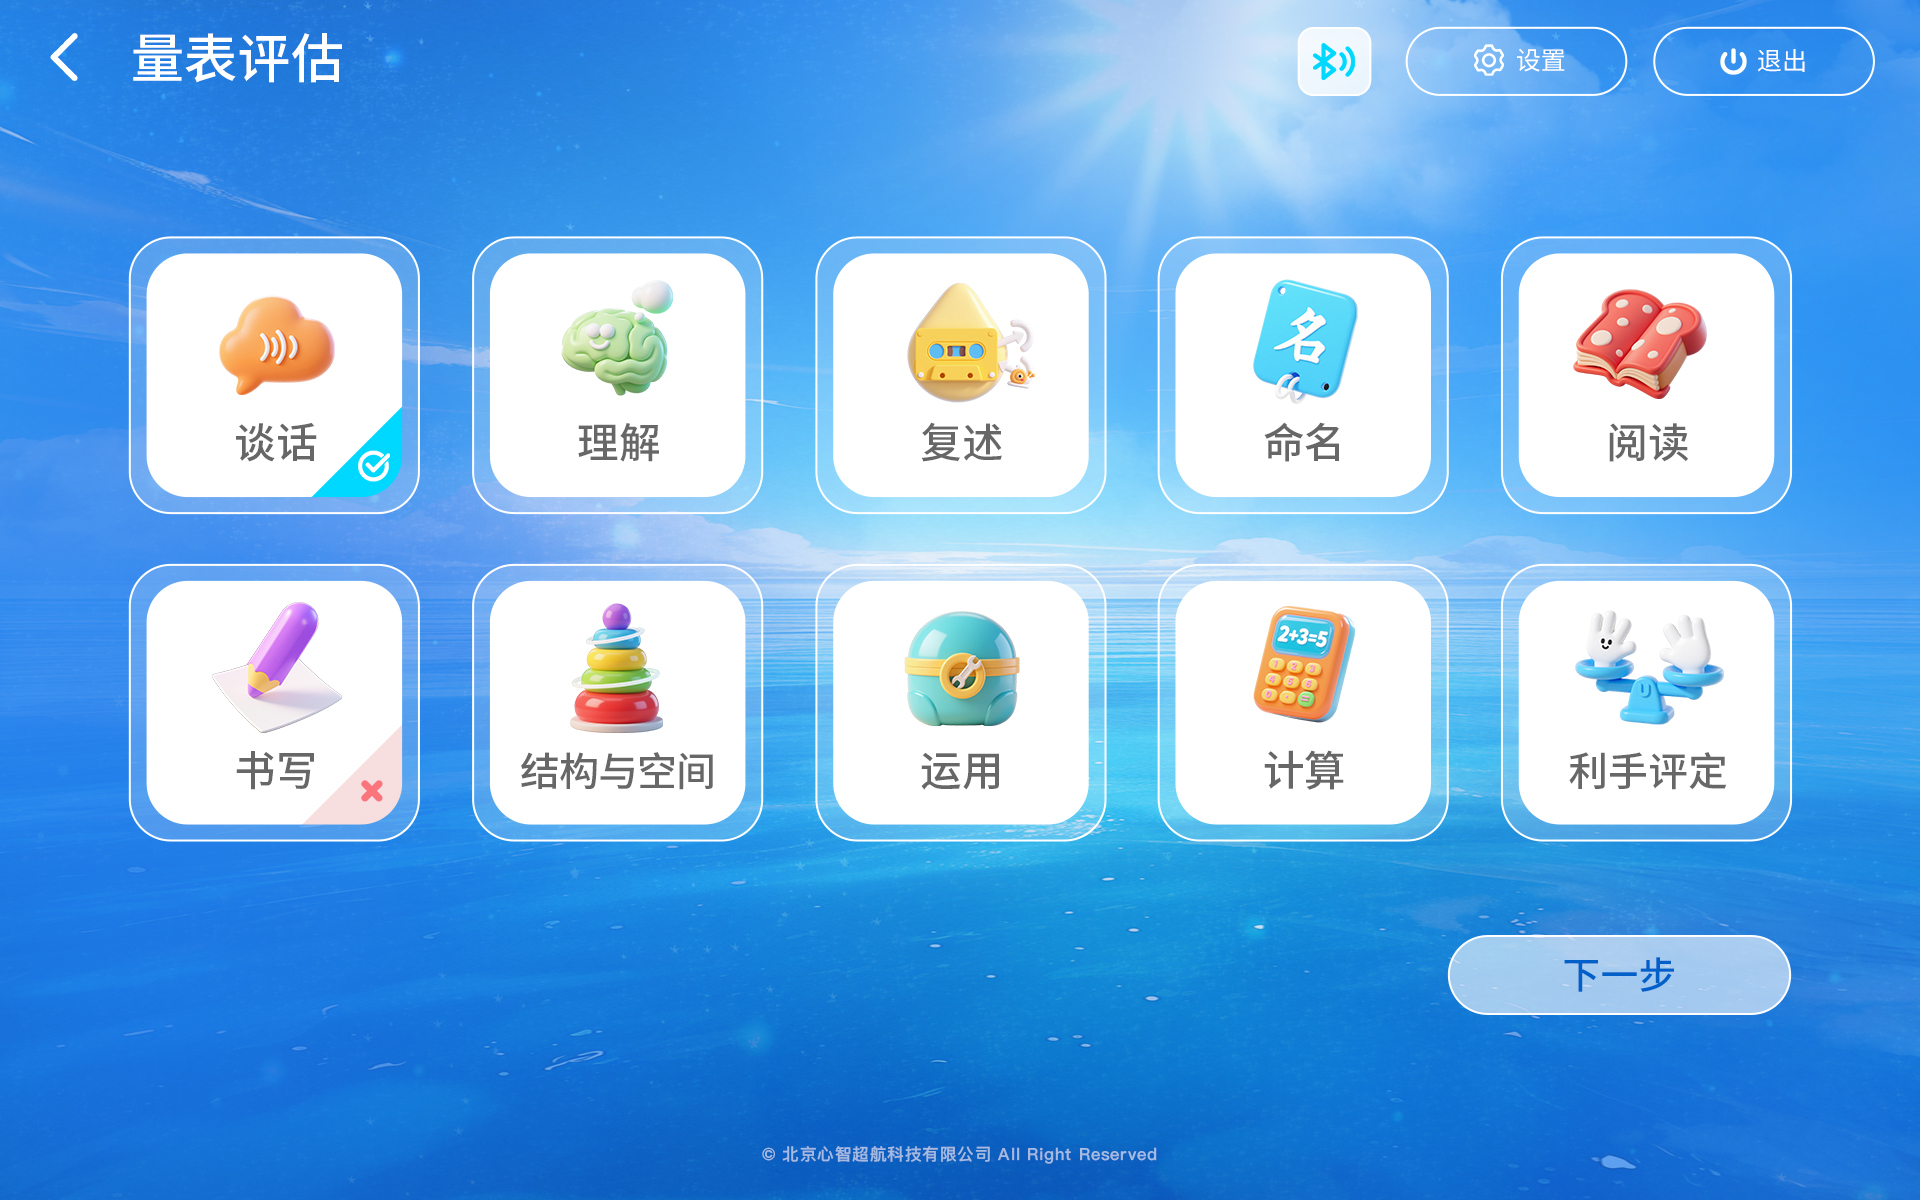 量表评估
设置
退出
谈话
理解
复述
名
命名
阅读
书写
结构与空间
运用
2+3=5
计算
利手评定
下一步
© 北京心智超航科技有限公司 All Right Reserved